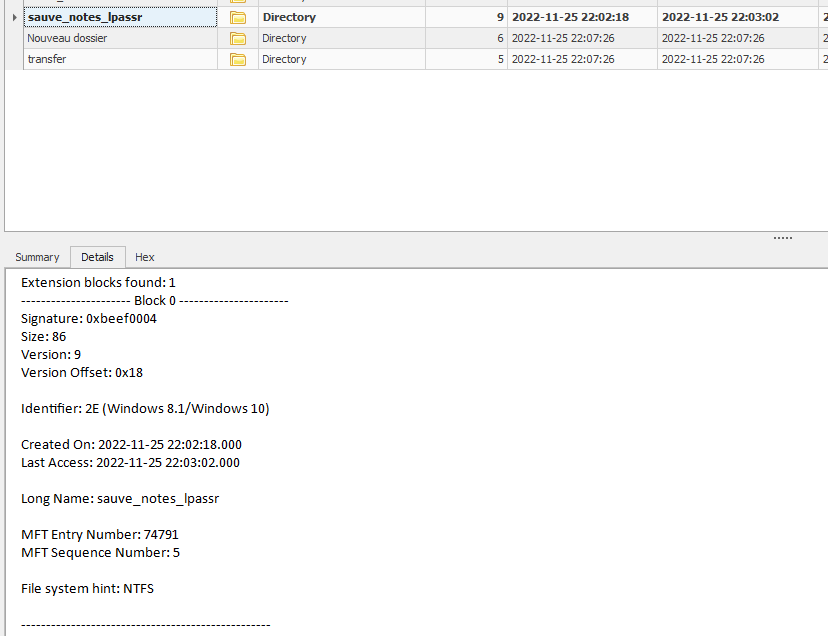 sauve_notes_lpassr Directory 9 2022-11-25 22:02:18 2022-11-25 22:03:02 2
Nouveau dossier Directory 6 2022-11-25 22:07:26 2022-11-25 22:07:26 2
transfer Directory 5 2022-11-25 22:07:26 2022-11-25 22:07:26 2
Summary Details Hex
Extension blocks found: 1
---------------------- Block 0 ----------------------
Signature: 0xbeef0004
Size: 86
Version: 9
Version Offset: 0x18
Identifier: 2E (Windows 8.1/Windows 10)
Created On: 2022-11-25 22:02:18.000
Last Access: 2022-11-25 22:03:02.000
Long Name: sauve_notes_lpassr
MFT Entry Number: 74791
MFT Sequence Number: 5
File system hint: NTFS
--------------------------------------------------